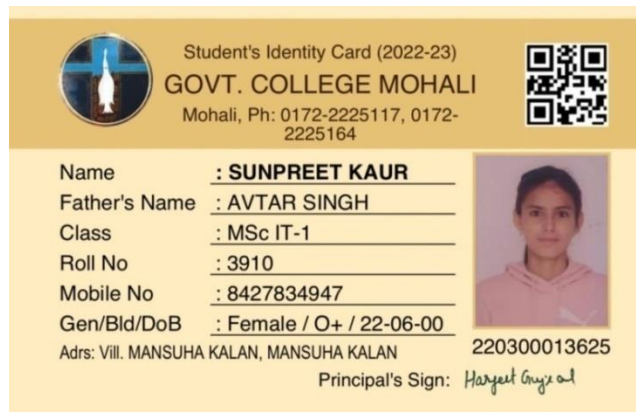 Student's Identity Card (2022-23)
GOVT. COLLEGE MOHALI
Mohali, Ph: 0172-2225117, 0172-
2225164
Name : SUNPREET KAUR
Father's Name : AVTAR SINGH
Class : MSc IT-1
Roll No : 3910
Mobile No : 8427834947
Gen/Bld/DoB : Female / O+ / 22-06-00
Adrs: Vill. MANSUHA KALAN, MANSUHA KALAN
220300013625
Principal's Sign: Harjeet